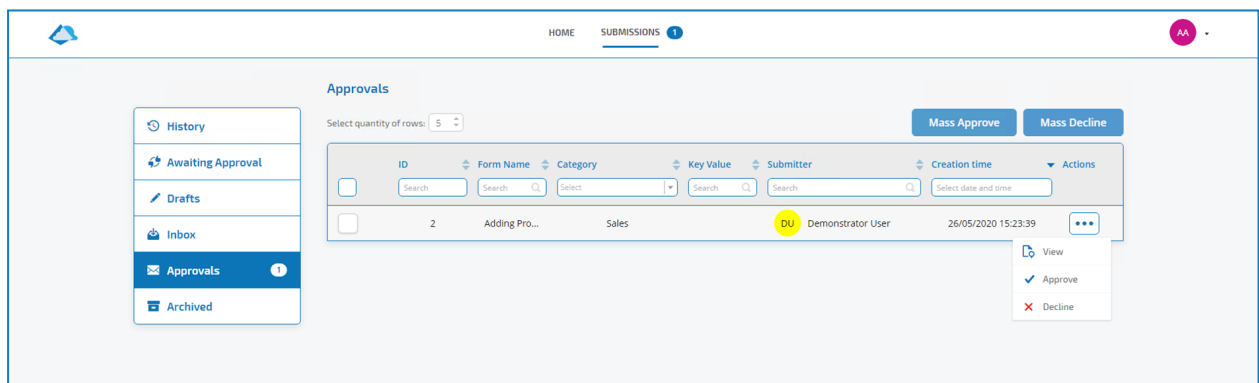 HOME SUBMISSIONS 1 AA
Approvals
Select quantity of rows: 5
Mass Approve Mass Decline
History
Awaiting Approval
Drafts
Inbox
Approvals 1
Archived
ID Form Name Category Key Value Submitter Creation time Actions
Search Search Select Search Search Select date and time
2 Adding Pro... Sales DU Demonstrator User 26/05/2020 15:23:39
View
Approve
Decline